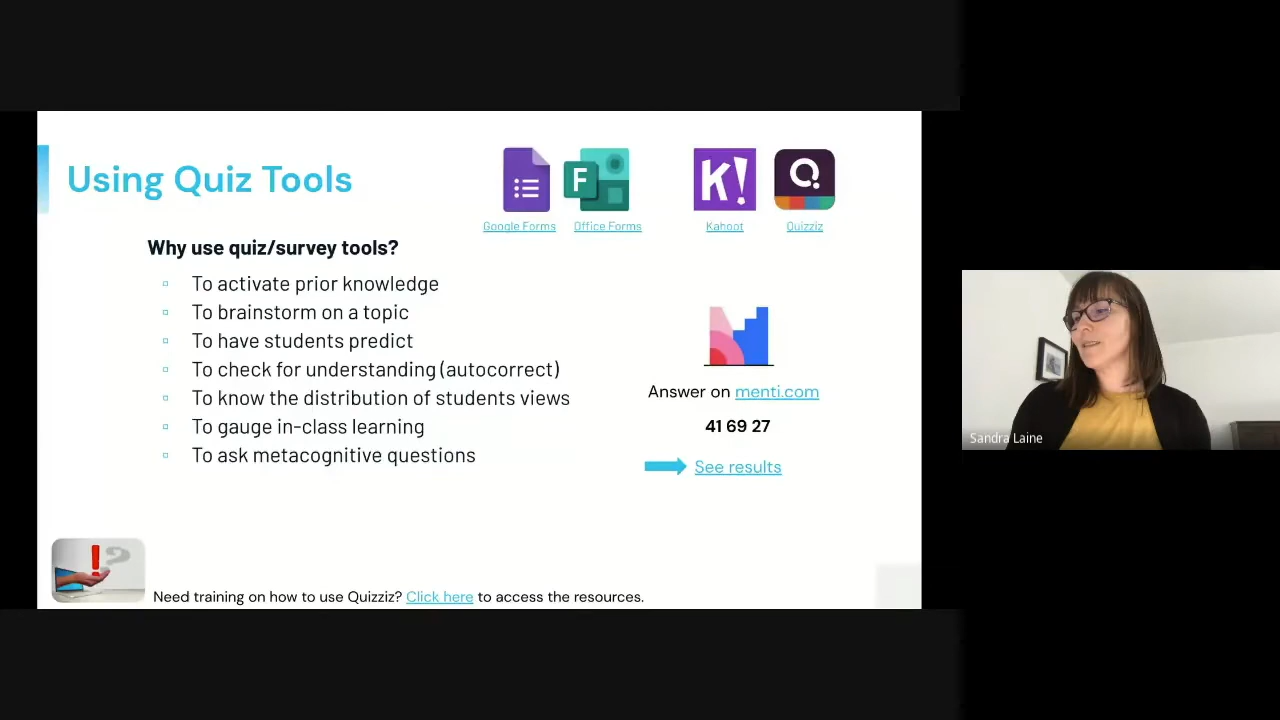 Using Quiz Tools
F
K!
Google Forms
Office Forms
Kahoot
Quizziz
Why use quiz/survey tools?
To activate prior knowledge
To brainstorm on a topic
To have students predict
To check for understanding (autocorrect)
To know the distribution of students views
To gauge in-class learning
To ask metacognitive questions
Answer on menti.com
41 69 27
See results
!?
Need training on how to use Quizziz? Click here to access the resources.
Sandra Laine